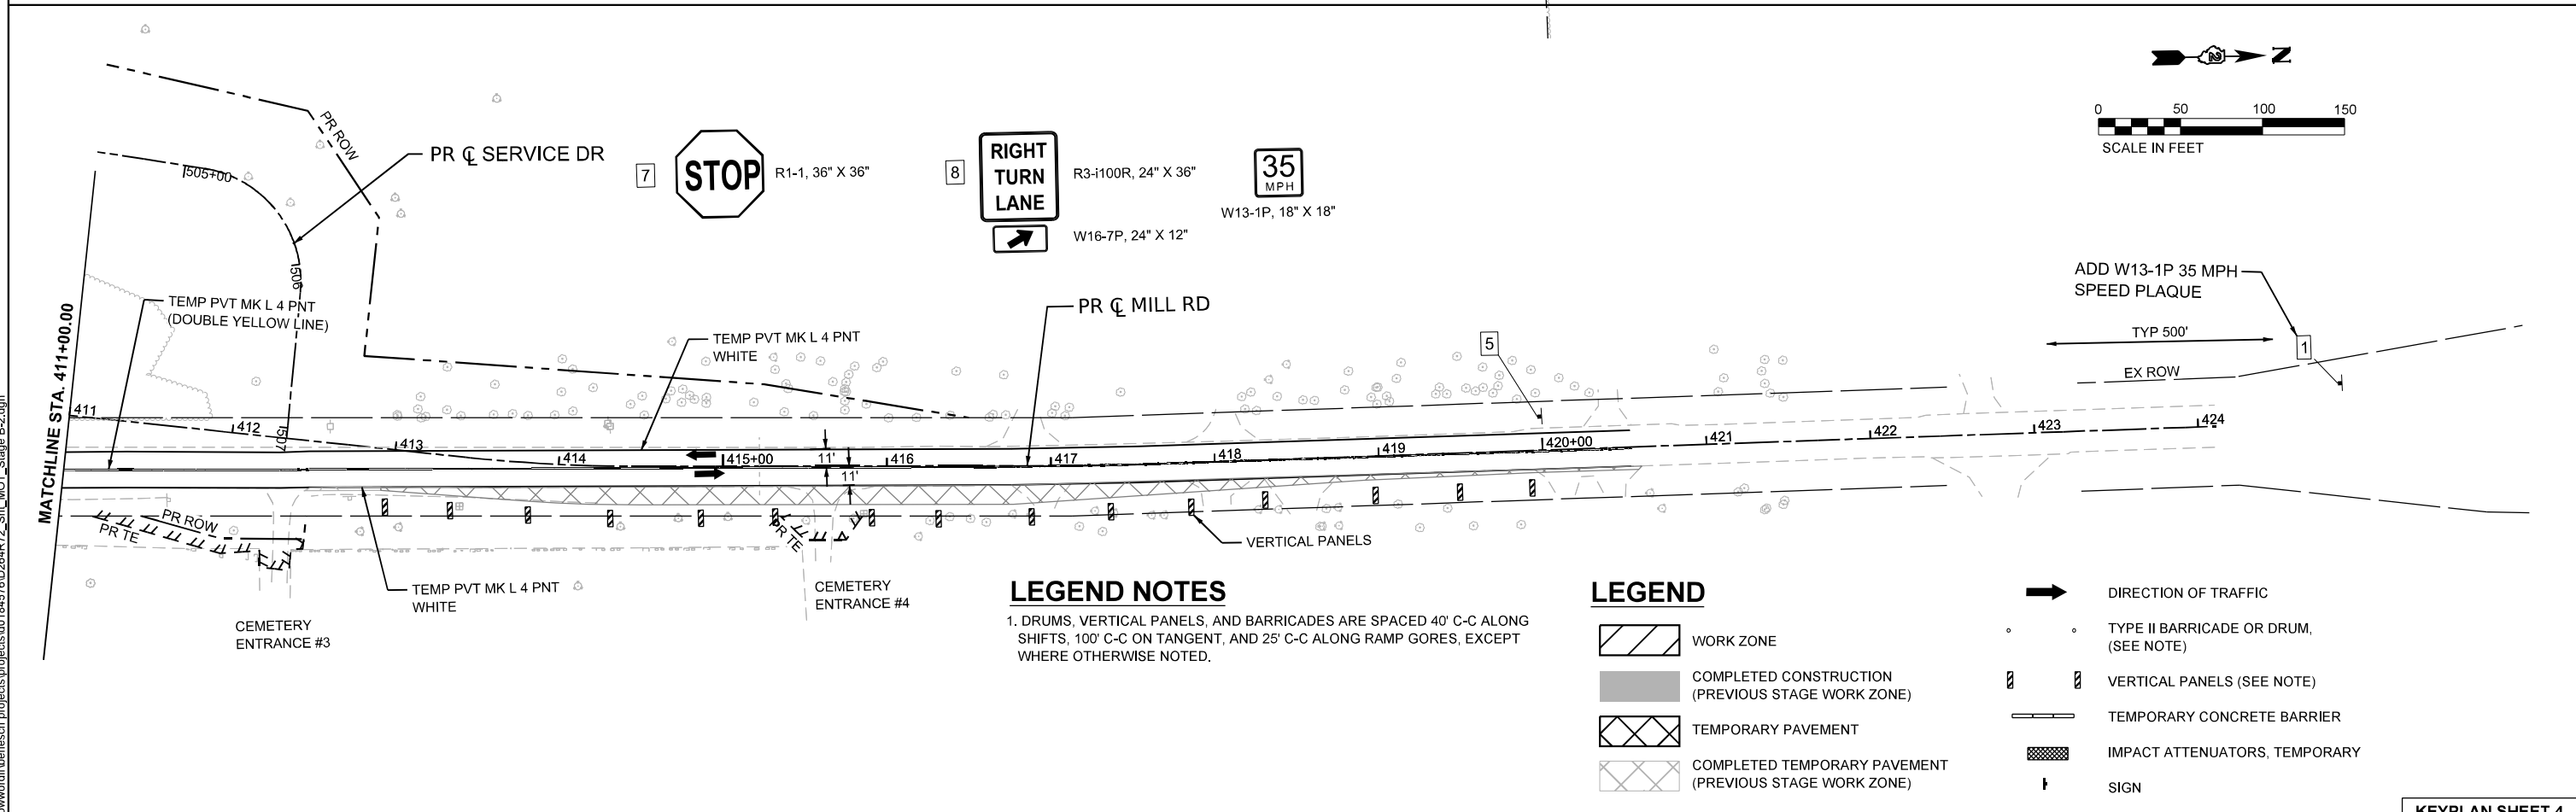 N
0 50 100 150
SCALE IN FEET
PR ROW
PR ℄ SERVICE DR
505+00
506
507
7
STOP
R1-1, 36" X 36"
8
RIGHT
TURN
LANE
R3-i100R, 24" X 36"
W16-7P, 24" X 12"
35
MPH
W13-1P, 18" X 18"
ADD W13-1P 35 MPH
SPEED PLAQUE
TYP 500'
1
EX ROW
MATCHLINE STA. 411+00.00
TEMP PVT MK L 4 PNT
(DOUBLE YELLOW LINE)
TEMP PVT MK L 4 PNT
WHITE
PR ℄ MILL RD
5
411
412
413
414
415+00
416
417
418
419
420+00
421
422
423
424
11'
11'
PR ROW
PR TE
PR TE
VERTICAL PANELS
TEMP PVT MK L 4 PNT
WHITE
CEMETERY
ENTRANCE #3
CEMETERY
ENTRANCE #4
LEGEND NOTES
1. DRUMS, VERTICAL PANELS, AND BARRICADES ARE SPACED 40' C-C ALONG
SHIFTS, 100' C-C ON TANGENT, AND 25' C-C ALONG RAMP GORES, EXCEPT
WHERE OTHERWISE NOTED.
LEGEND
WORK ZONE
COMPLETED CONSTRUCTION
(PREVIOUS STAGE WORK ZONE)
TEMPORARY PAVEMENT
COMPLETED TEMPORARY PAVEMENT
(PREVIOUS STAGE WORK ZONE)
DIRECTION OF TRAFFIC
TYPE II BARRICADE OR DRUM,
(SEE NOTE)
VERTICAL PANELS (SEE NOTE)
TEMPORARY CONCRETE BARRIER
IMPACT ATTENUATORS, TEMPORARY
SIGN
KEYPLAN SHEET 4